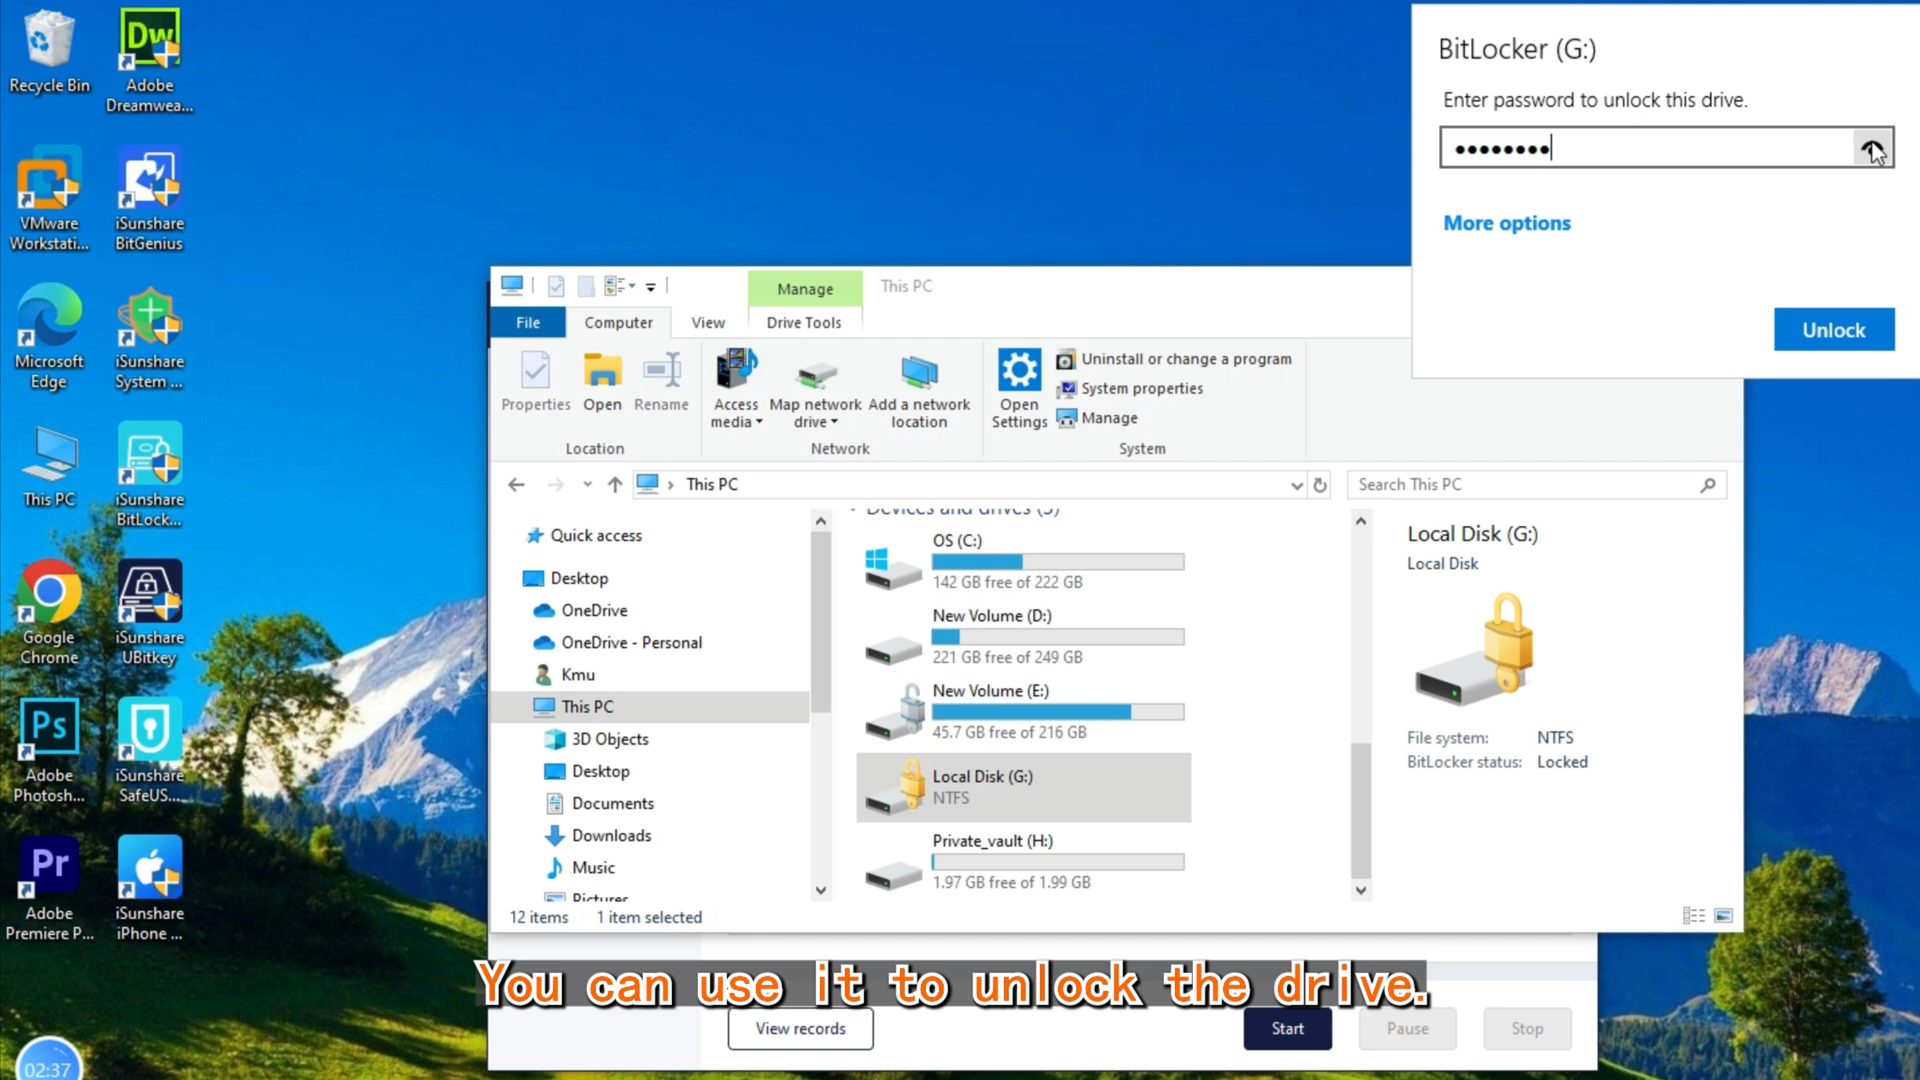 Recycle Bin
Adobe
Dreamwea...
VMware
Workstati...
iSunshare
BitGenius
Microsoft
Edge
iSunshare
System ...
This PC
iSunshare
BitLock...
Google
Chrome
iSunshare
UBitkey
Adobe
Photosh...
iSunshare
SafeUS...
Adobe
Premiere P...
iSunshare
iPhone ...
Dw
Ps
Pr
02:37
BitLocker (G:)
Enter password to unlock this drive.
More options
Unlock
Manage
This PC
File
Computer
View
Drive Tools
Properties
Open
Rename
Access
media
Map network
drive
Add a network
location
Open
Settings
Uninstall or change a program
System properties
Manage
Location
Network
System
This PC
Search This PC
Quick access
Desktop
OneDrive
OneDrive - Personal
Kmu
This PC
3D Objects
Desktop
Documents
Downloads
Music
Pictures
Devices and drives (5)
OS (C:)
142 GB free of 222 GB
New Volume (D:)
221 GB free of 249 GB
New Volume (E:)
45.7 GB free of 216 GB
Local Disk (G:)
NTFS
Private_vault (H:)
1.97 GB free of 1.99 GB
Local Disk (G:)
Local Disk
File system: NTFS
BitLocker status: Locked
12 items
1 item selected
You can use it to unlock the drive.
View records
Start
Pause
Stop